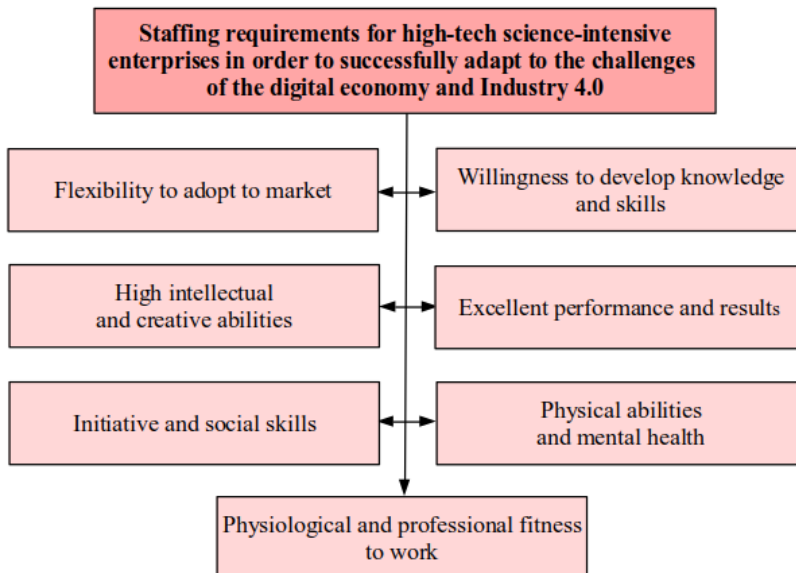 Staffing requirements for high-tech science-intensive
enterprises in order to successfully adapt to the challenges
of the digital economy and Industry 4.0
Flexibility to adopt to market
Willingness to develop knowledge
and skills
High intellectual
and creative abilities
Excellent performance and results
Initiative and social skills
Physical abilities
and mental health
Physiological and professional fitness
to work